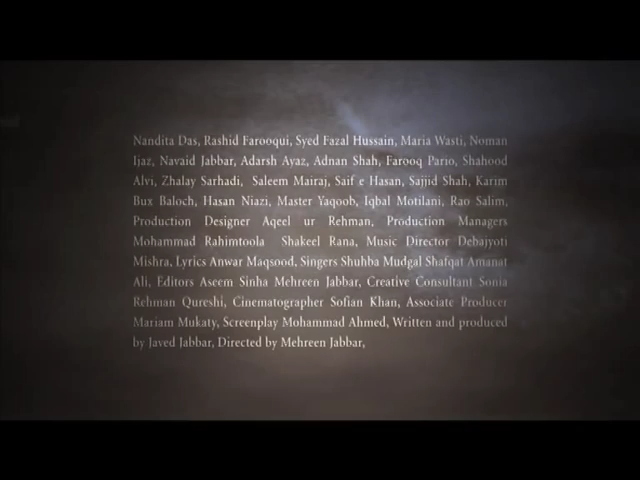 Nandita Das, Rashid Farooqui, Syed Fazal Hussain, Maria Wasti, Noman
Ijaz, Navaid Jabbar, Adarsh Ayaz, Adnan Shah, Farooq Pario, Shahood
Alvi, Zhalay Sarhadi, Saleem Mairaj, Saif e Hasan, Sajjid Shah, Karim
Bux Baloch, Hasan Niazi, Master Yaqoob, Iqbal Motilani, Rao Salim,
Production Designer Aqeel ur Rehman, Production Managers
Mohammad Rahimtoola Shakeel Rana, Music Director Debajyoti
Mishra, Lyrics Anwar Maqsood, Singers Shuhba Mudgal Shafqat Amanat
Ali, Editors Aseem Sinha Mehreen Jabbar, Creative Consultant Sonia
Rehman Qureshi, Cinematographer Sofian Khan, Associate Producer
Mariam Mukaty, Screenplay Mohammad Ahmed, Written and produced
by Javed Jabbar, Directed by Mehreen Jabbar,